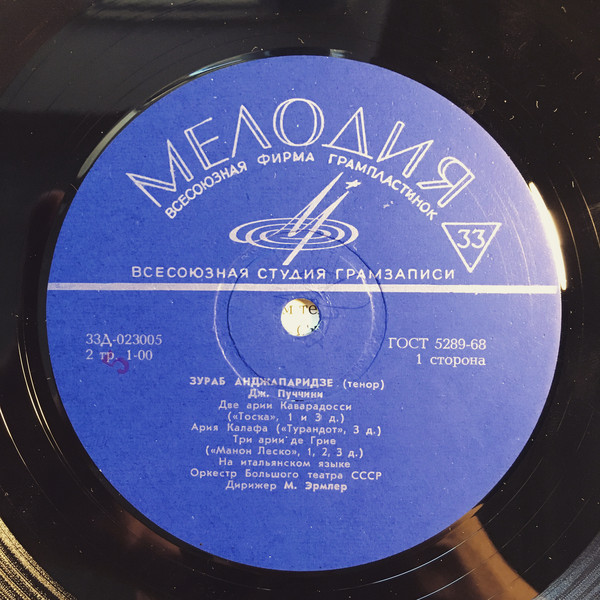 МЕЛОДИЯ
ВСЕСОЮЗНАЯ ФИРМА ГРАМПЛАСТИНОК
33
ВСЕСОЮЗНАЯ СТУДИЯ ГРАМЗАПИСИ
33Д-023005
ГОСТ 5289-68
2 гр. 1-00
1 сторона
ЗУРАБ АНДЖАПАРИДЗЕ (тенор)
Дж. Пуччини
Две арии Каварадосси
(«Тоска», 1 и 3 д.)
Ария Калафа («Турандот», 3 д.)
Три арии де Грие
(«Манон Леско», 1, 2, 3 д.)
На итальянском языке
Оркестр Большого театра СССР
Дирижер М. Эрмлер